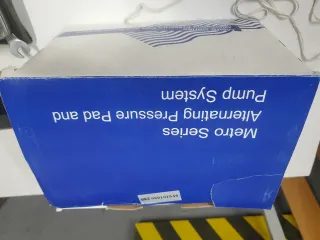 Metro Series
Alternating Pressure Pad and
Pump System